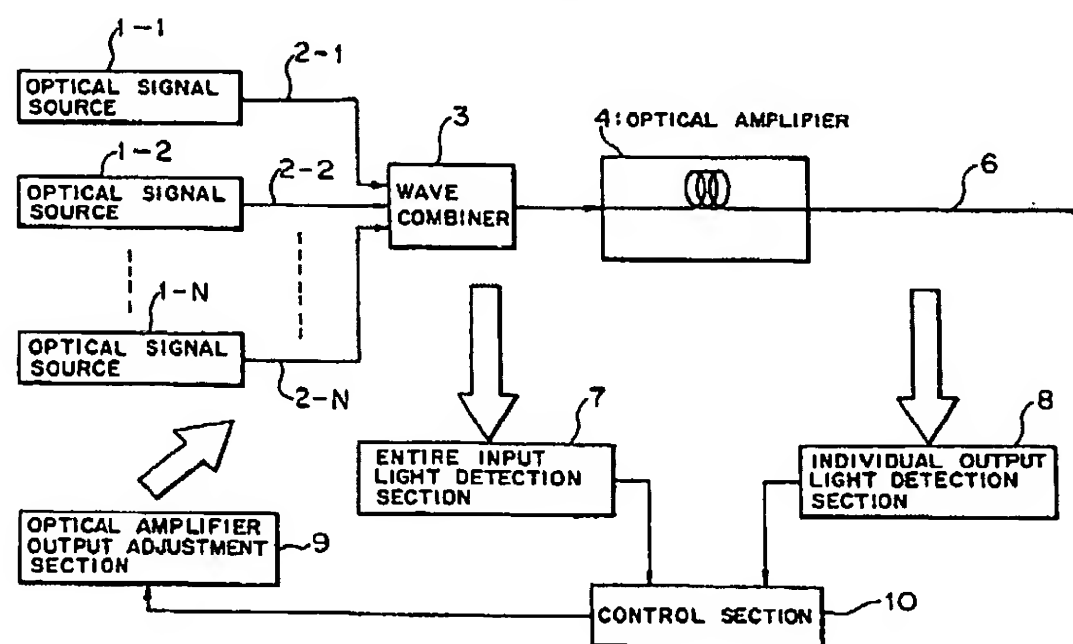 1-1
OPTICAL SIGNAL
SOURCE
2-1
1-2
OPTICAL SIGNAL
SOURCE
2-2
3
WAVE
COMBINER
4:OPTICAL AMPLIFIER
6
1-N
OPTICAL SIGNAL
SOURCE
2-N
7
ENTIRE INPUT
LIGHT DETECTION
SECTION
8
INDIVIDUAL OUTPUT
LIGHT DETECTION
SECTION
OPTICAL AMPLIFIER
OUTPUT ADJUSTMENT
SECTION
9
CONTROL SECTION
10